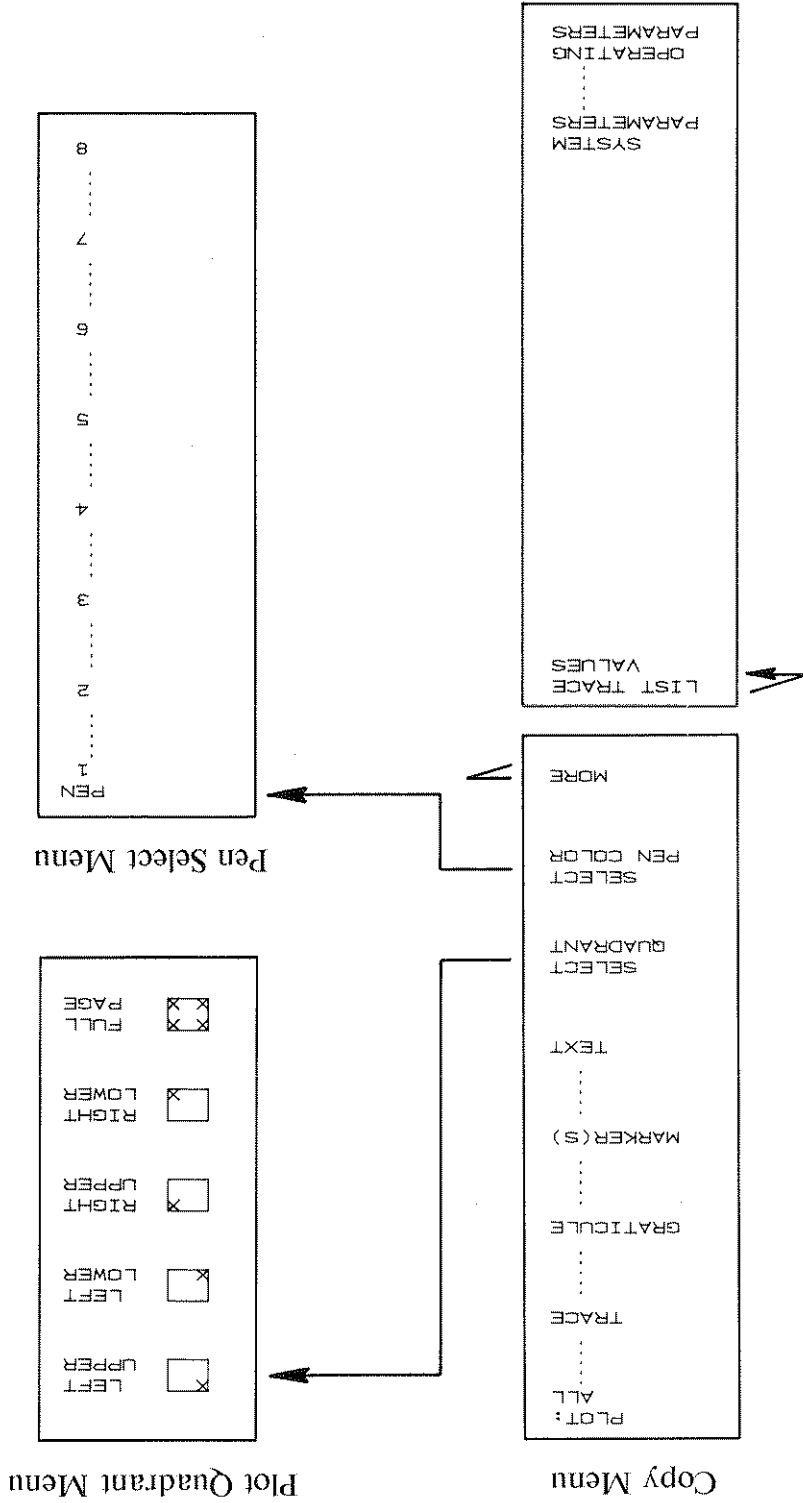 Copy Menu
PLOT:
ALL
TRACE
GRATICULE
MARKER(S)
TEXT
SELECT
QUADRANT
SELECT
PEN COLOR
MORE
LIST TRACE
VALUES
SYSTEM
PARAMETERS
OPERATING
PARAMETERS
Plot Quadrant Menu
LEFT
UPPER
LEFT
LOWER
RIGHT
UPPER
RIGHT
LOWER
FULL
PAGE
Pen Select Menu
PEN
1
2
3
4
5
6
7
8